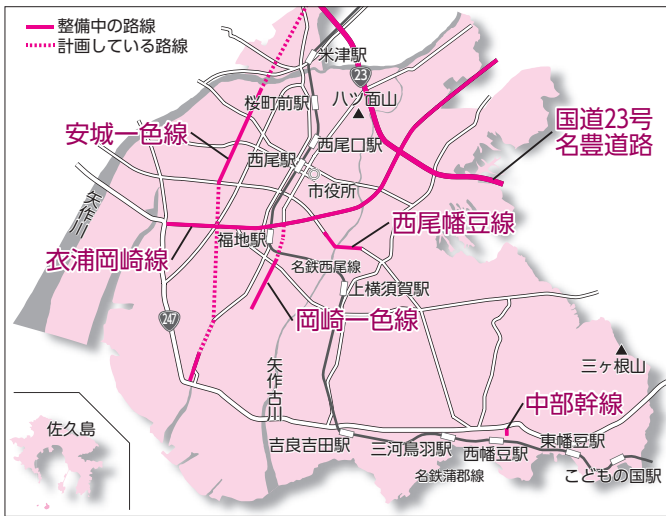 整備中の路線
計画している路線
米津駅
23
桜町前駅
八ツ面山
国道23号
名豊道路
安城一色線
西尾駅
西尾口駅
市役所
矢作川
福地駅
西尾幡豆線
衣浦岡崎線
名鉄西尾線
上横須賀駅
岡崎一色線
247
矢作古川
三ヶ根山
中部幹線
佐久島
吉良吉田駅
三河鳥羽駅
西幡豆駅
東幡豆駅
こどもの国駅
名鉄蒲郡線